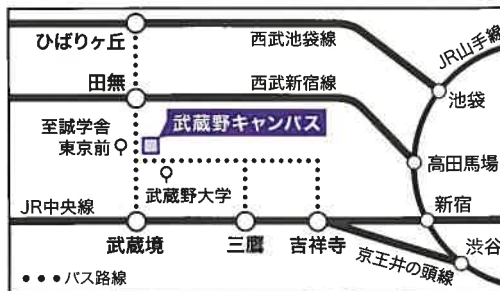 ひばりヶ丘
西武池袋線
JR山手線
田無
西武新宿線
池袋
至誠学舎
東京前
武蔵野キャンパス
高田馬場
武蔵野大学
JR中央線
新宿
武蔵境
三鷹
吉祥寺
京王井の頭線
渋谷
•••バス路線